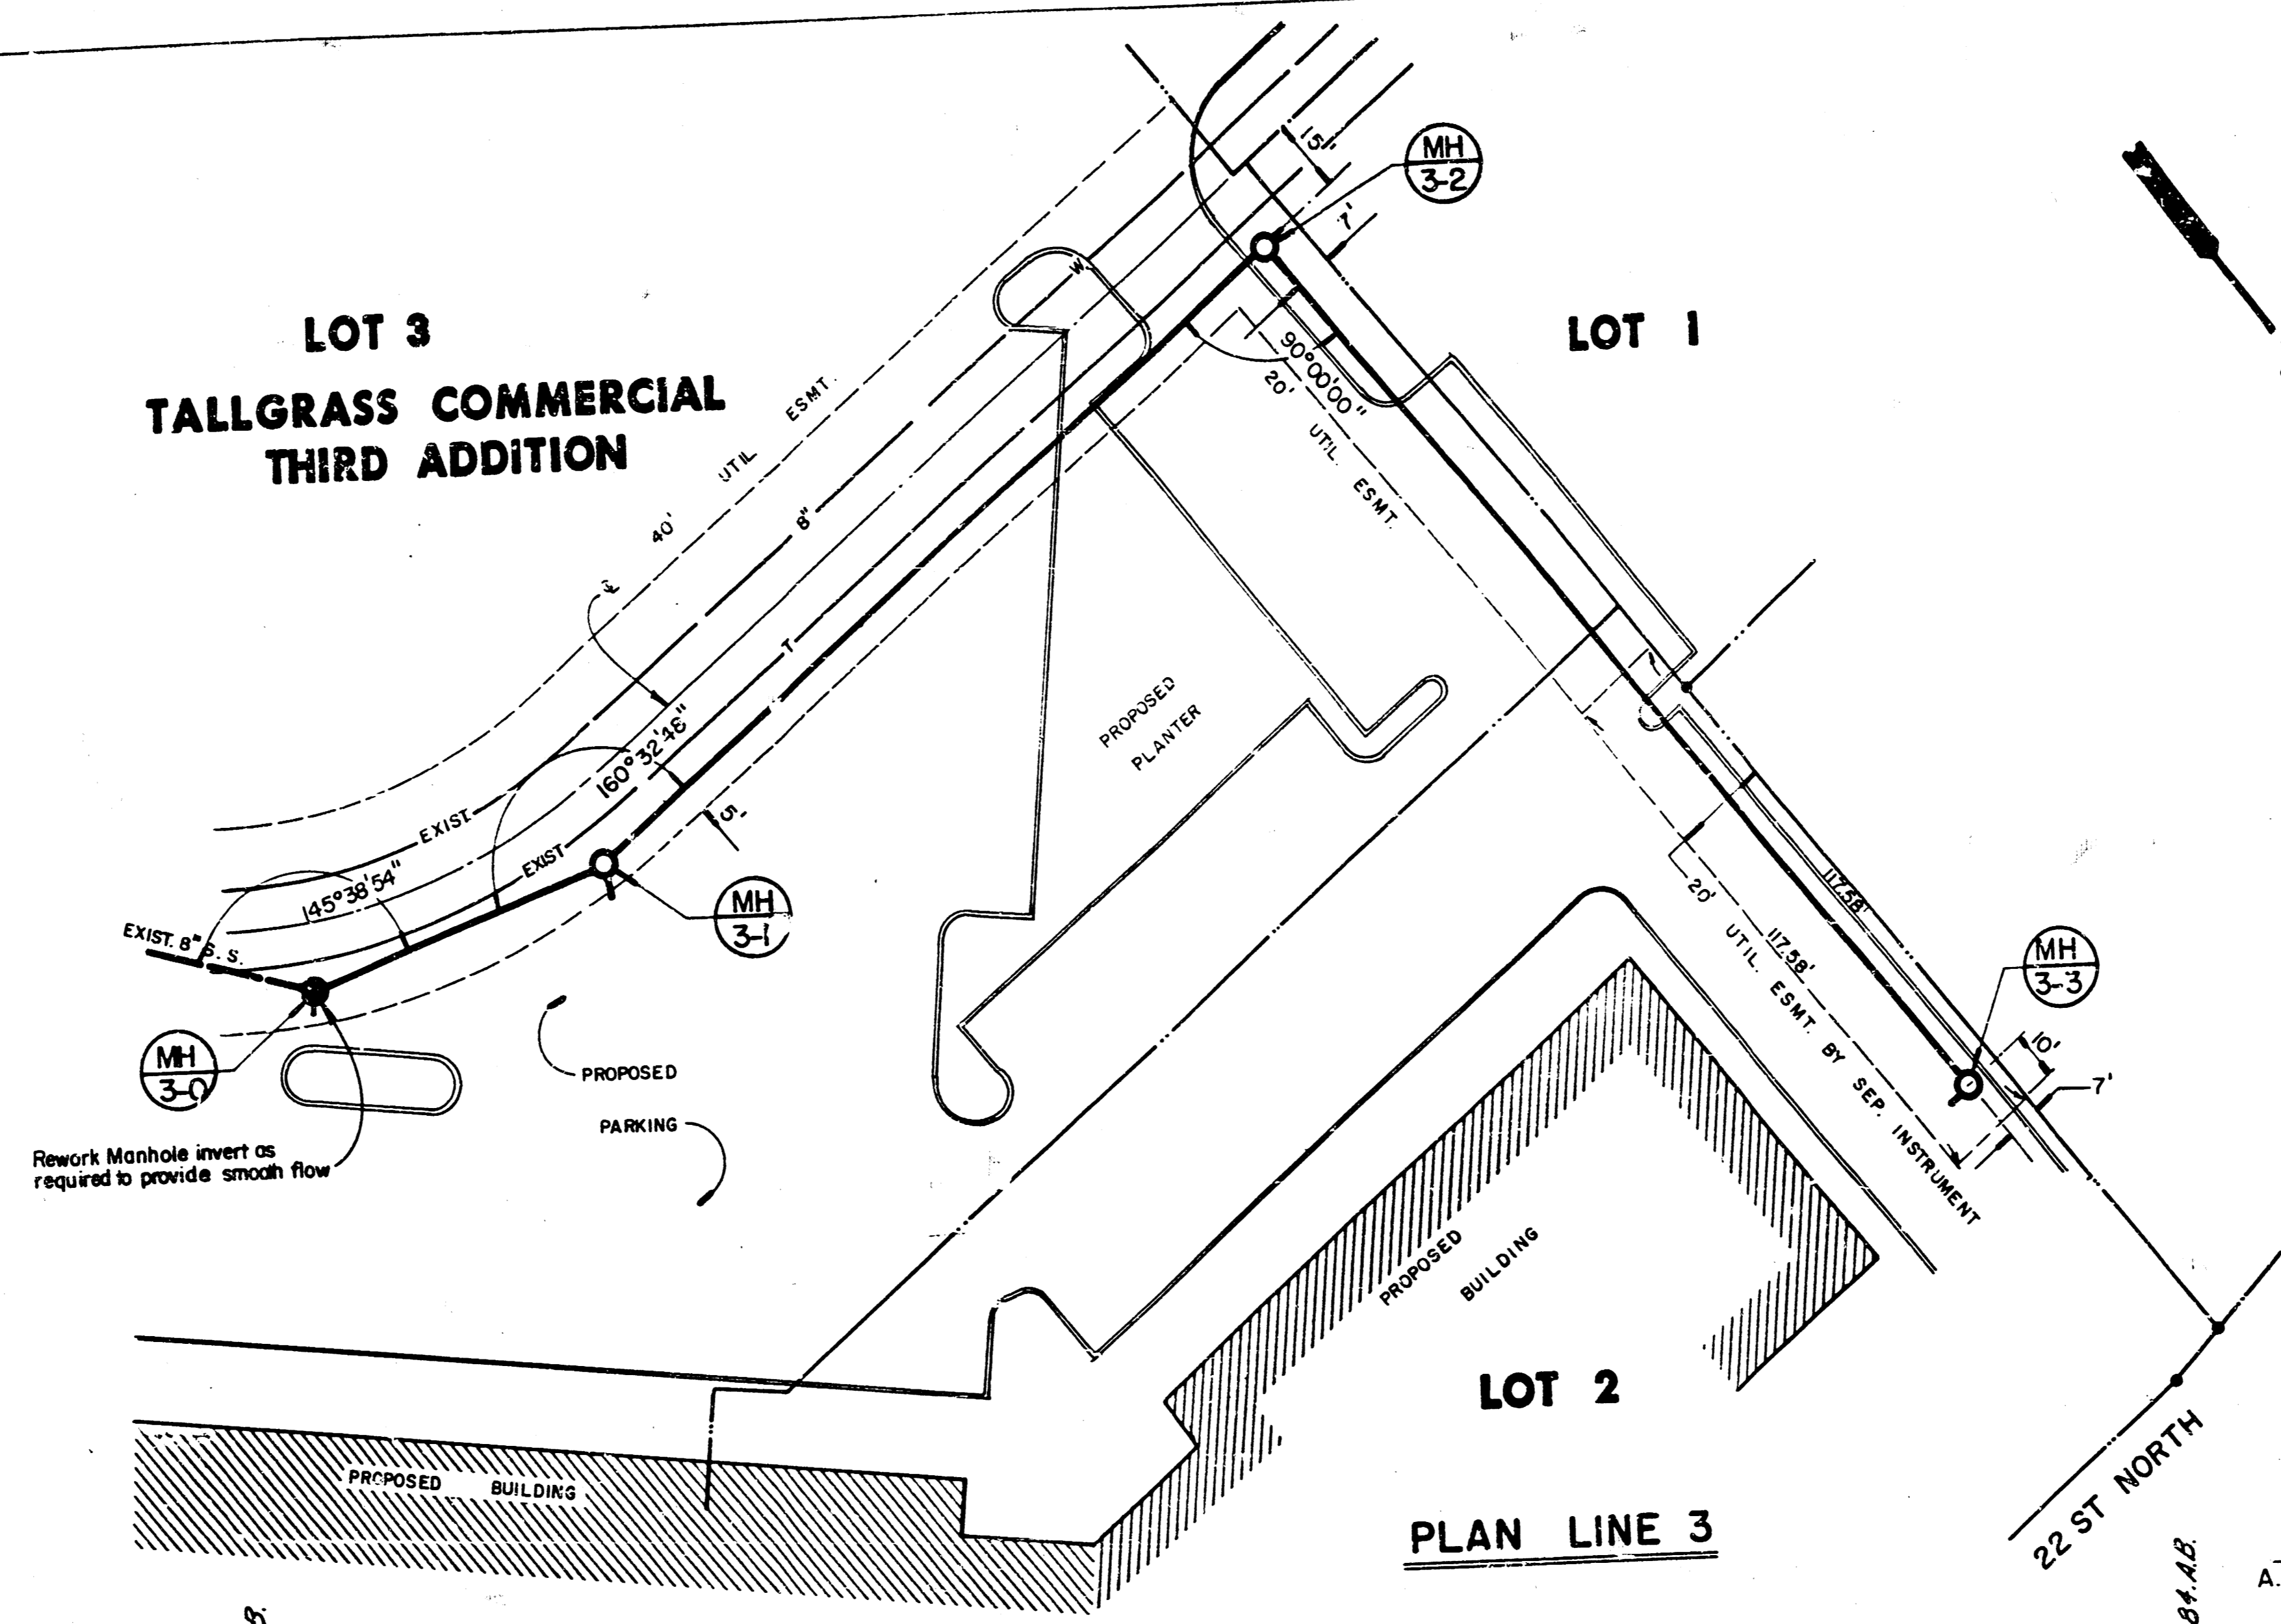 15'
MH
3-2
7'
LOT 3
TALLGRASS COMMERCIAL
THIRD ADDITION
LOT 1
W
90°00'00"
20'
UTIL. ESMT.
40' UTIL ESMT.
8"
℄
T
160°32'48"
5'
EXIST
EXIST
145°38'54"
EXIST. 8" S. S.
MH
3-1
MH
3-0
Rework Manhole invert as
required to provide smooth flow
PROPOSED
PARKING
PROPOSED
PLANTER
117.58'
20'
117.58'
UTIL. ESMT. BY SEP. INSTRUMENT
MH
3-3
10'
7'
PROPOSED
BUILDING
PROPOSED BUILDING
LOT 2
PLAN LINE 3
22 ST NORTH
84.A.B.
B.
A.